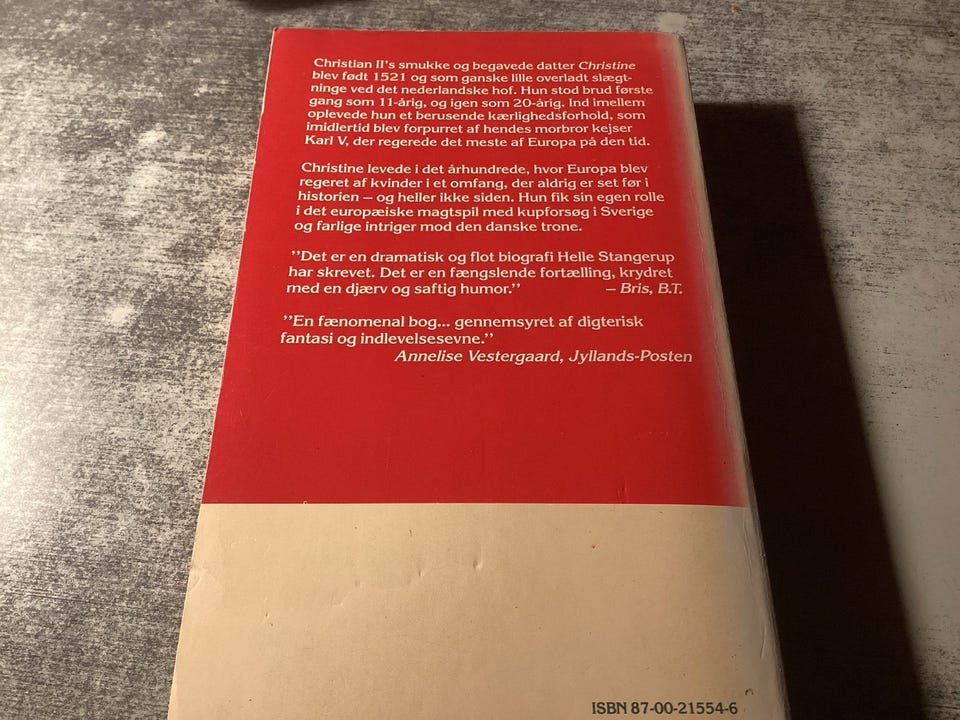 Christian II's smukke og begavede datter Christine
blev født 1521 og som ganske lille overladt slægt-
ninge ved det nederlandske hof. Hun stod brud første
gang som 11-årig, og igen som 20-årig. Ind imellem
oplevede hun et berusende kærlighedsforhold, som
imidlertid blev forpurret af hendes morbror kejser
Karl V, der regerede det meste af Europa på den tid.
Christine levede i det århundrede, hvor Europa blev
regeret af kvinder i et omfang, der aldrig er set før i
historien – og heller ikke siden. Hun fik sin egen rolle
i det europæiske magtspil med kupforsøg i Sverige
og farlige intriger mod den danske trone.
”Det er en dramatisk og flot biografi Helle Stangerup
har skrevet. Det er en fængslende fortælling, krydret
med en djærv og saftig humor.” – Bris, B.T.
”En fænomenal bog... gennemsyret af digterisk
fantasi og indlevelsesevne.”
Annelise Vestergaard, Jyllands-Posten
ISBN 87-00-21554-6